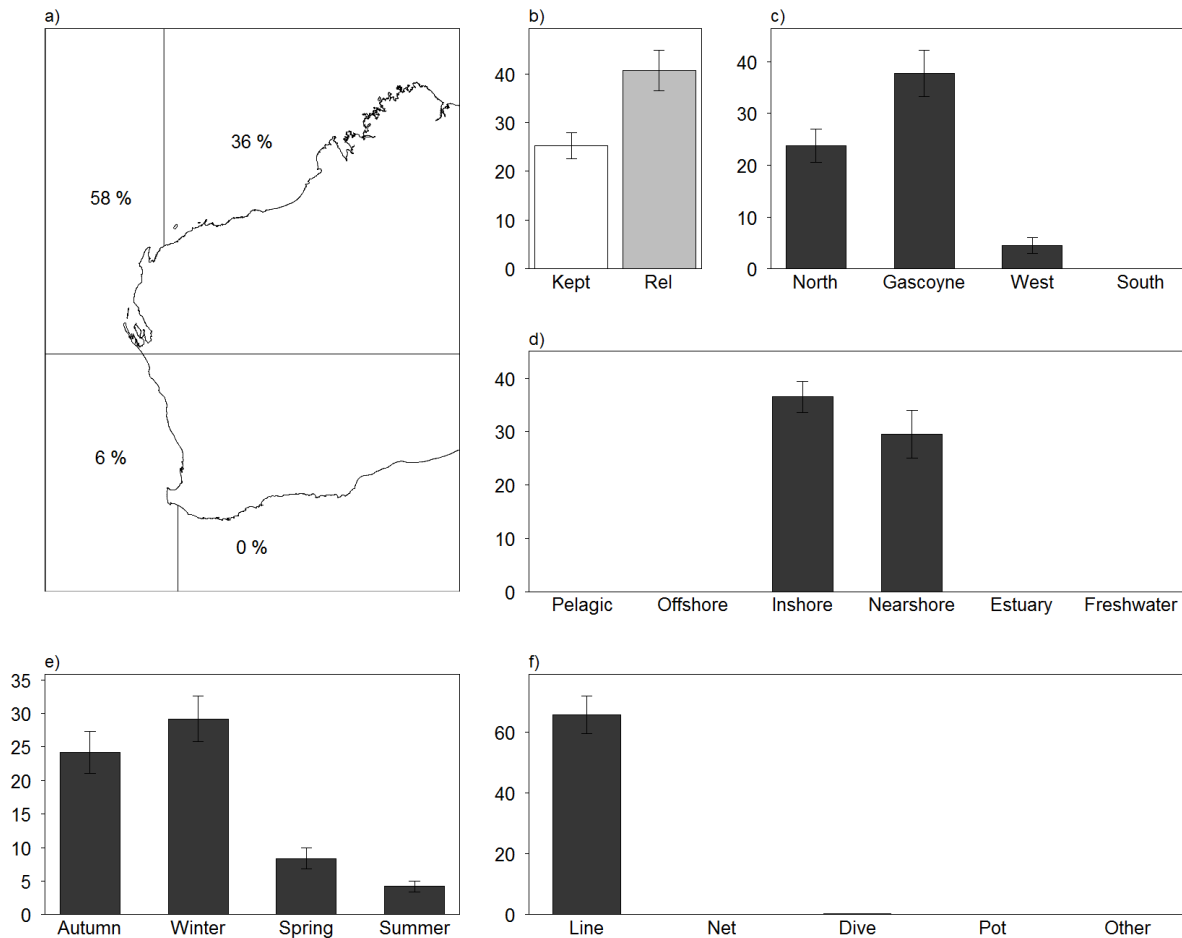 a)
36 %
58 %
6 %
0 %
b)
40
30
20
10
0
Kept Rel
c)
40
30
20
10
0
North Gascoyne West South
d)
40
30
20
10
0
Pelagic Offshore Inshore Nearshore Estuary Freshwater
e)
35
30
25
20
15
10
5
0
Autumn Winter Spring Summer
f)
60
40
20
0
Line Net Dive Pot Other